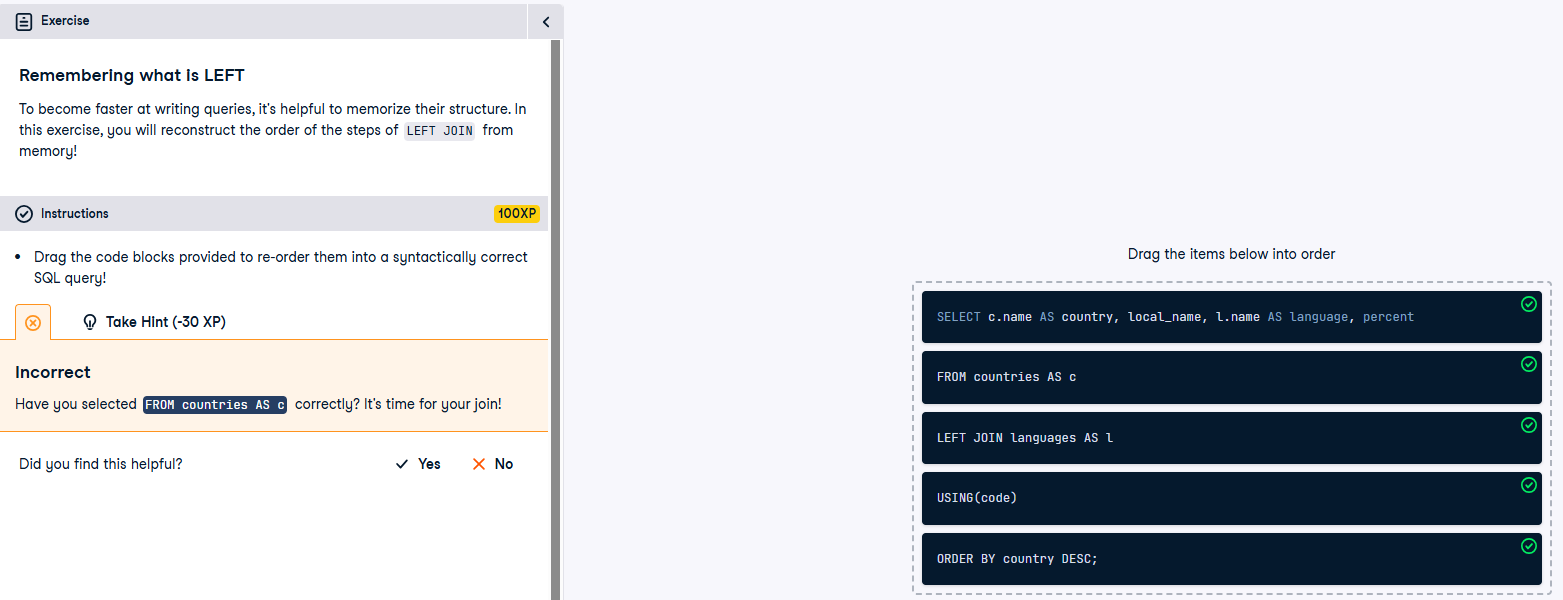 Exercise
Remembering what is LEFT
To become faster at writing queries, it's helpful to memorize their structure. In
this exercise, you will reconstruct the order of the steps of LEFT JOIN from
memory!
Instructions
100XP
Drag the code blocks provided to re-order them into a syntactically correct
SQL query!
Take Hint (-30 XP)
Incorrect
Have you selected FROM countries AS c correctly? It's time for your join!
Did you find this helpful?
Yes
No
Drag the items below into order
SELECT c.name AS country, local_name, l.name AS language, percent
FROM countries AS c
LEFT JOIN languages AS l
USING(code)
ORDER BY country DESC;